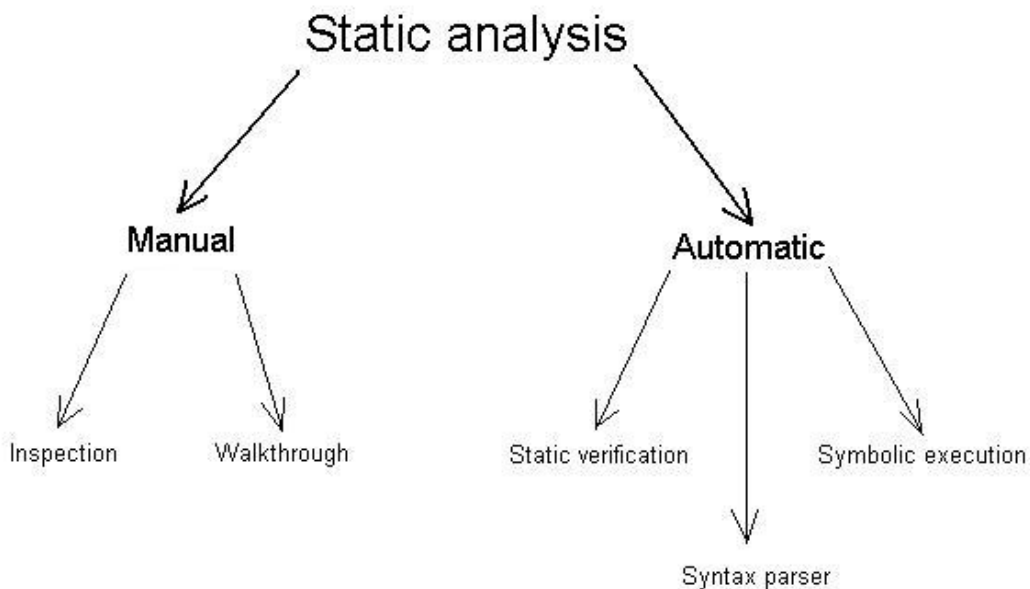 Static analysis
Manual
Automatic
Inspection
Walkthrough
Static verification
Symbolic execution
Syntax parser